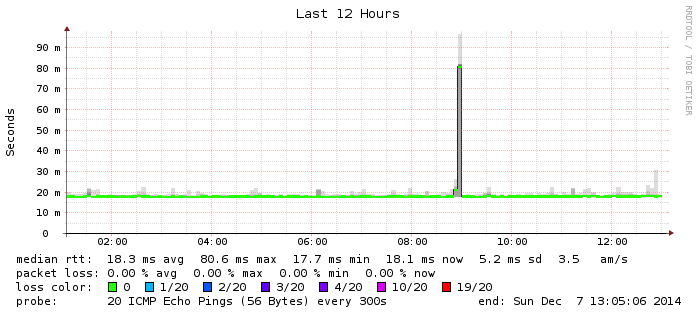 Last 12 Hours
RRDTOOL / TOBI OETIKER
Seconds
90 m
80 m
70 m
60 m
50 m
40 m
30 m
20 m
10 m
0
02:00 04:00 06:00 08:00 10:00 12:00
median rtt: 18.3 ms avg 80.6 ms max 17.7 ms min 18.1 ms now 5.2 ms sd 3.5 am/s
packet loss: 0.00 % avg 0.00 % max 0.00 % min 0.00 % now
loss color: 0 1/20 2/20 3/20 4/20 10/20 19/20
probe: 20 ICMP Echo Pings (56 Bytes) every 300s end: Sun Dec 7 13:05:06 2014